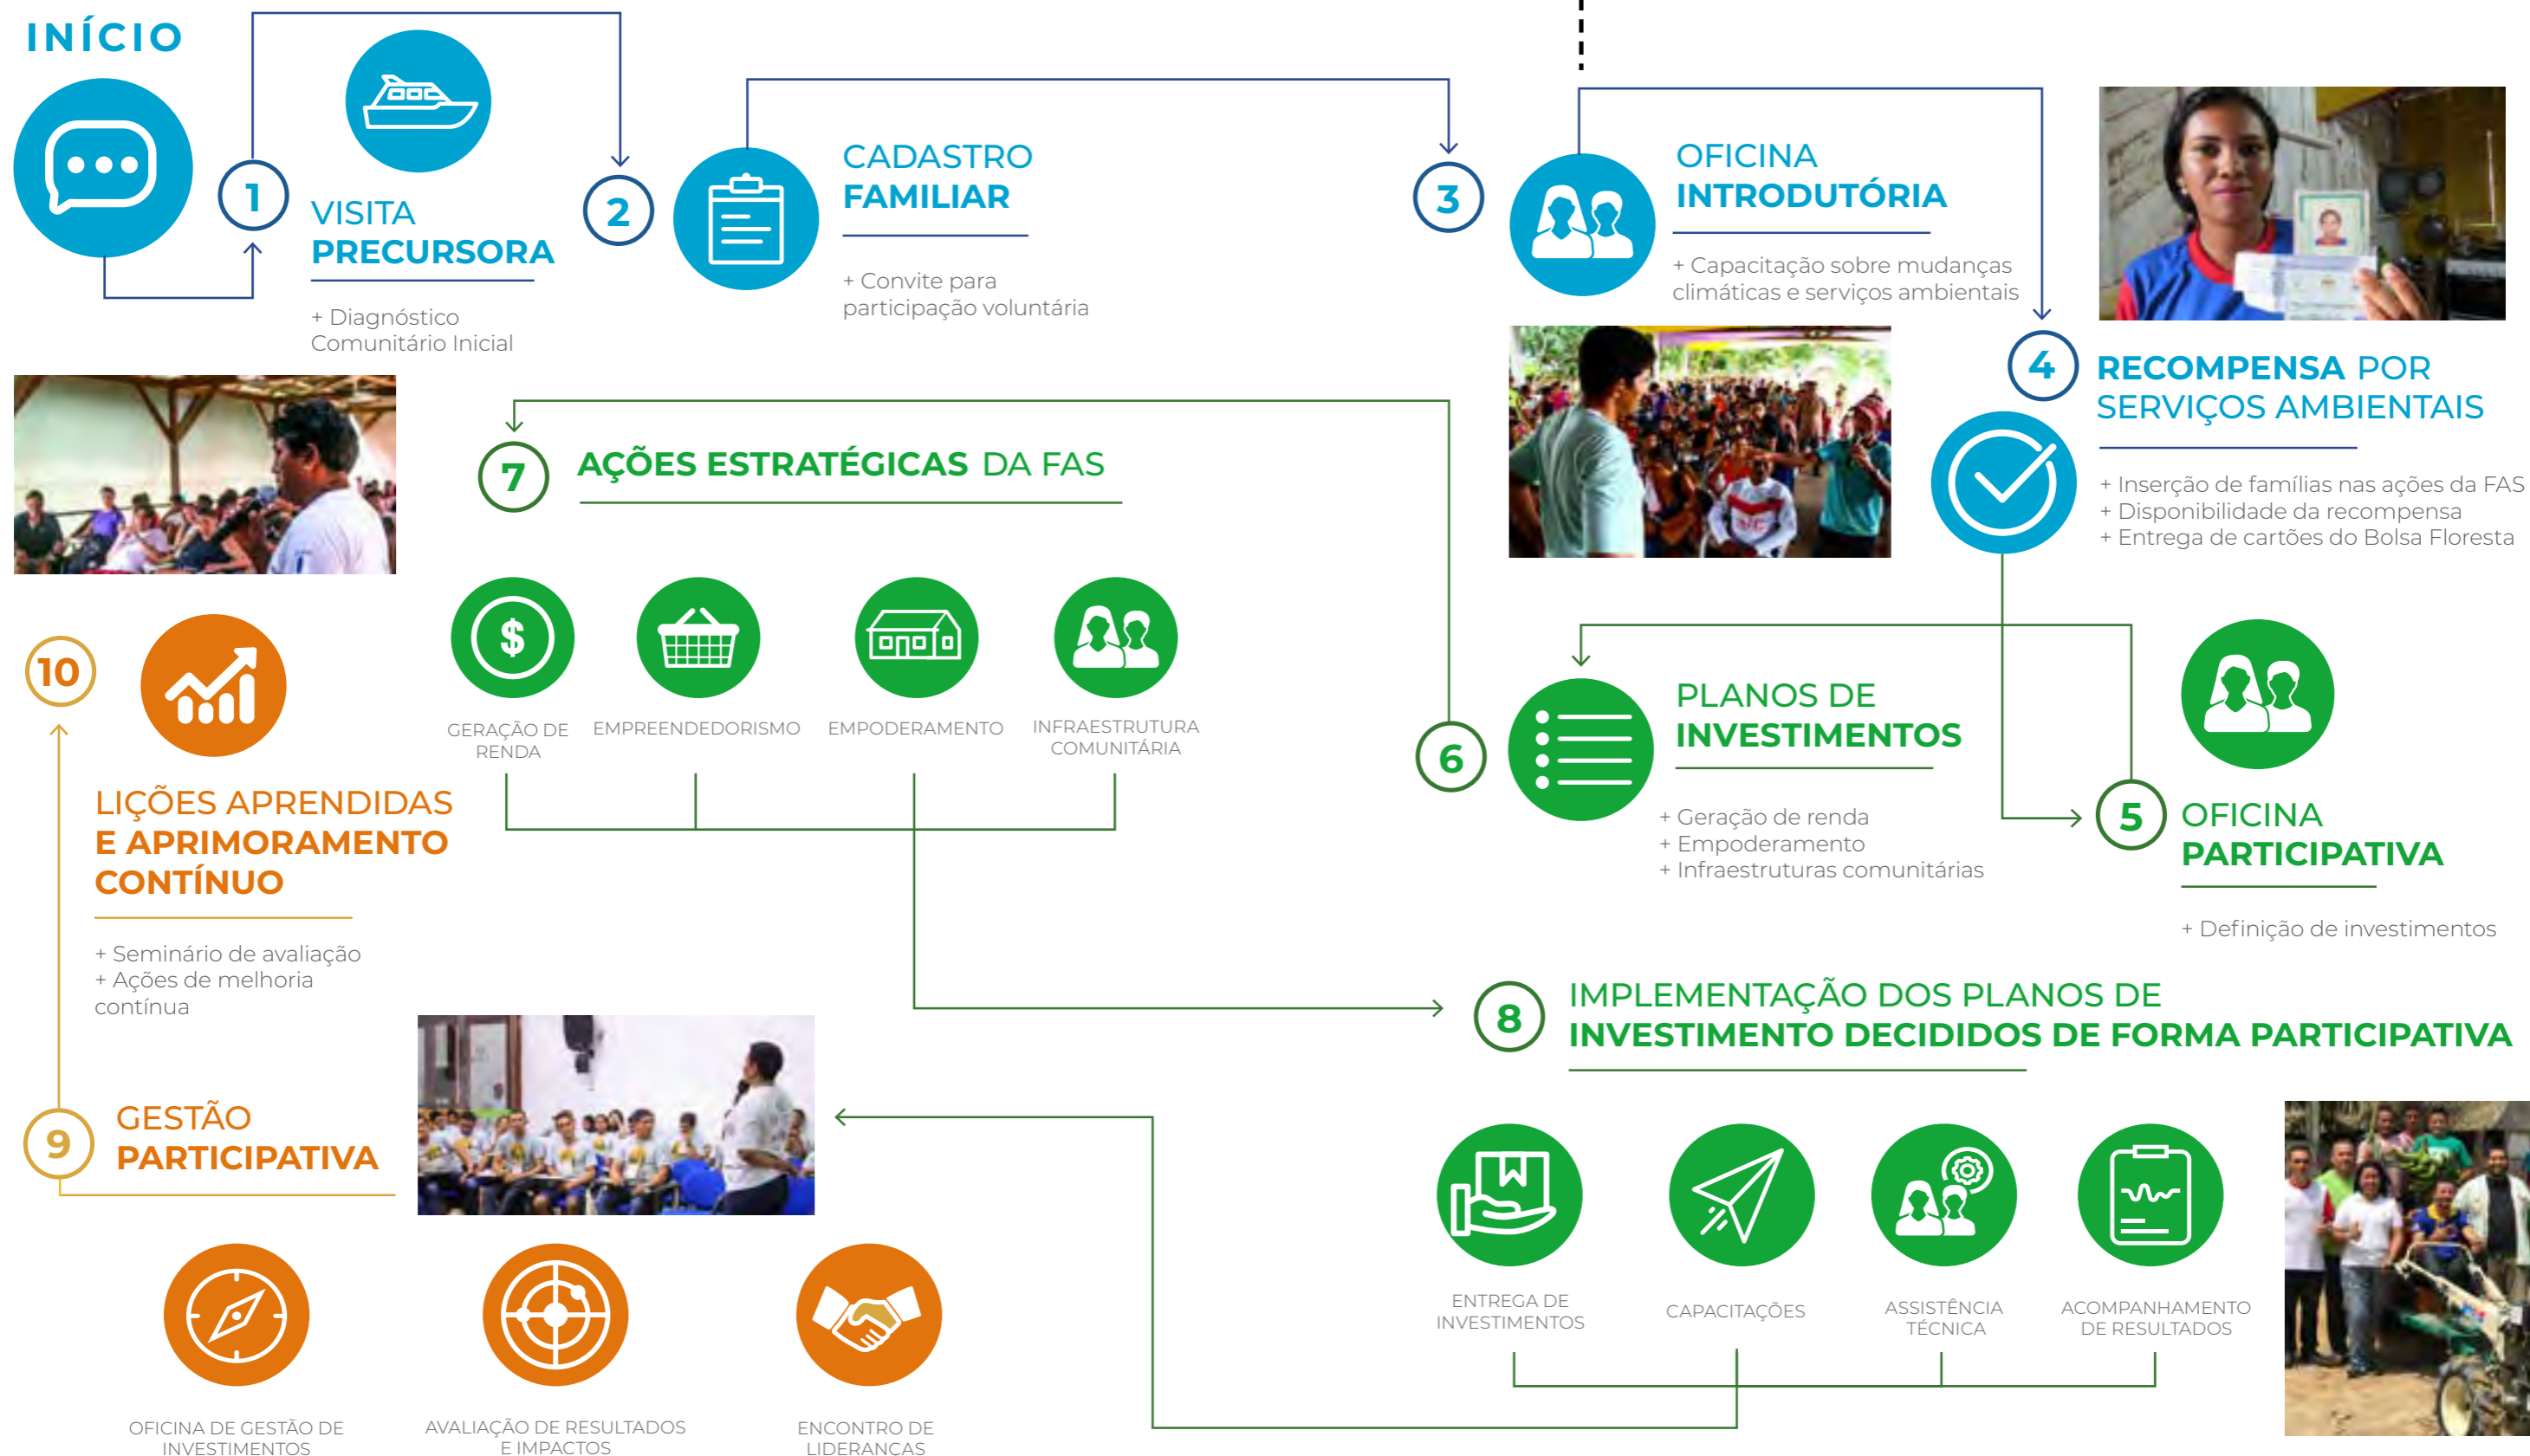 INÍCIO
1
VISITA
PRECURSORA
+ Diagnóstico
Comunitário Inicial
2
CADASTRO
FAMILIAR
+ Convite para
participação voluntária
3
OFICINA
INTRODUTÓRIA
+ Capacitação sobre mudanças
climáticas e serviços ambientais
4
RECOMPENSA POR
SERVIÇOS AMBIENTAIS
+ Inserção de famílias nas ações da FAS
+ Disponibilidade da recompensa
+ Entrega de cartões do Bolsa Floresta
5
OFICINA
PARTICIPATIVA
+ Definição de investimentos
6
PLANOS DE
INVESTIMENTOS
+ Geração de renda
+ Empoderamento
+ Infraestruturas comunitárias
7
AÇÕES ESTRATÉGICAS DA FAS
$
GERAÇÃO DE
RENDA
EMPREENDEDORISMO
EMPODERAMENTO
INFRAESTRUTURA
COMUNITÁRIA
8
IMPLEMENTAÇÃO DOS PLANOS DE
INVESTIMENTO DECIDIDOS DE FORMA PARTICIPATIVA
ENTREGA DE
INVESTIMENTOS
CAPACITAÇÕES
ASSISTÊNCIA
TÉCNICA
ACOMPANHAMENTO
DE RESULTADOS
9
GESTÃO
PARTICIPATIVA
OFICINA DE GESTÃO DE
INVESTIMENTOS
AVALIAÇÃO DE RESULTADOS
E IMPACTOS
ENCONTRO DE
LIDERANÇAS
10
LIÇÕES APRENDIDAS
E APRIMORAMENTO
CONTÍNUO
+ Seminário de avaliação
+ Ações de melhoria
contínua